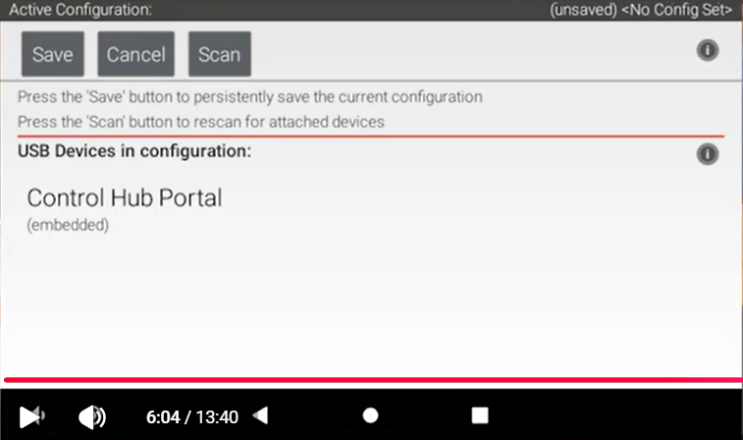 Active Configuration:
(unsaved) <No Config Set>
Save
Cancel
Scan
Press the 'Save' button to persistently save the current configuration
Press the 'Scan' button to rescan for attached devices
USB Devices in configuration:
Control Hub Portal
(embedded)
6:04 / 13:40